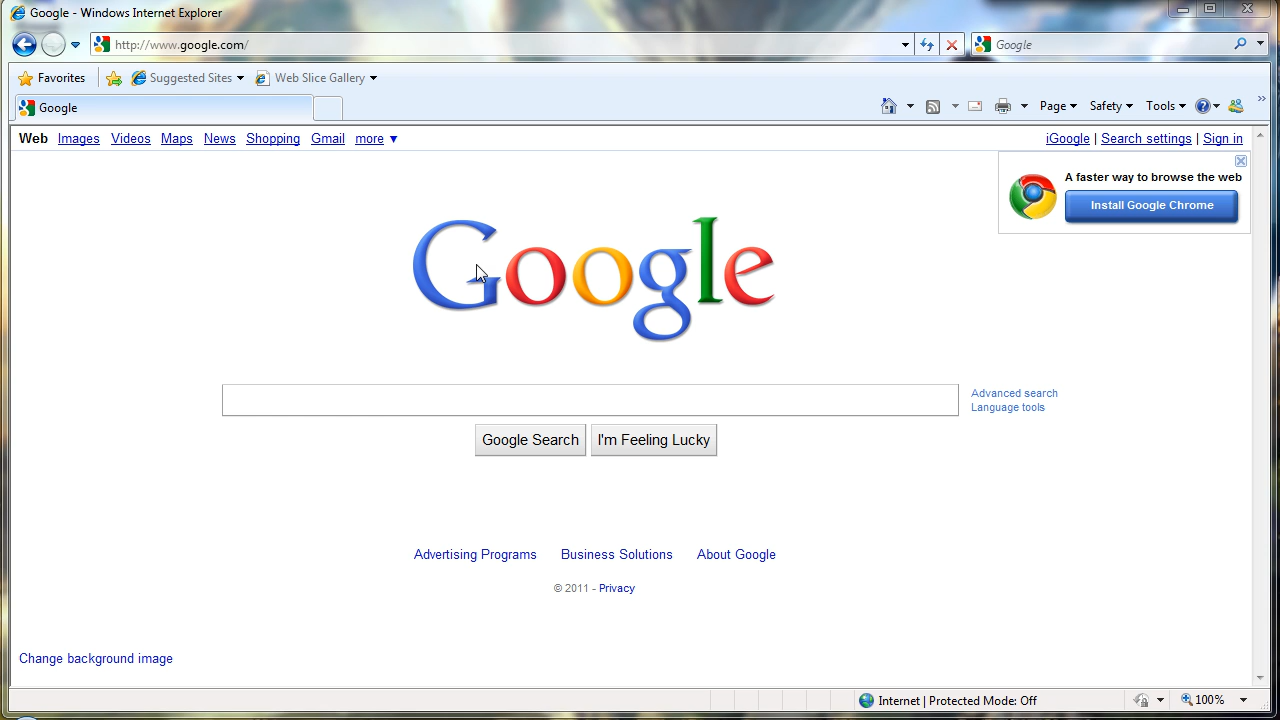 Google - Windows Internet Explorer
http://www.google.com/
Google
Favorites Suggested Sites Web Slice Gallery
Google
Page Safety Tools
Web Images Videos Maps News Shopping Gmail more ▼
iGoogle | Search settings | Sign in
A faster way to browse the web
Install Google Chrome
Google
Advanced search
Language tools
Google Search I'm Feeling Lucky
Advertising Programs Business Solutions About Google
© 2011 - Privacy
Change background image
Internet | Protected Mode: Off
100%